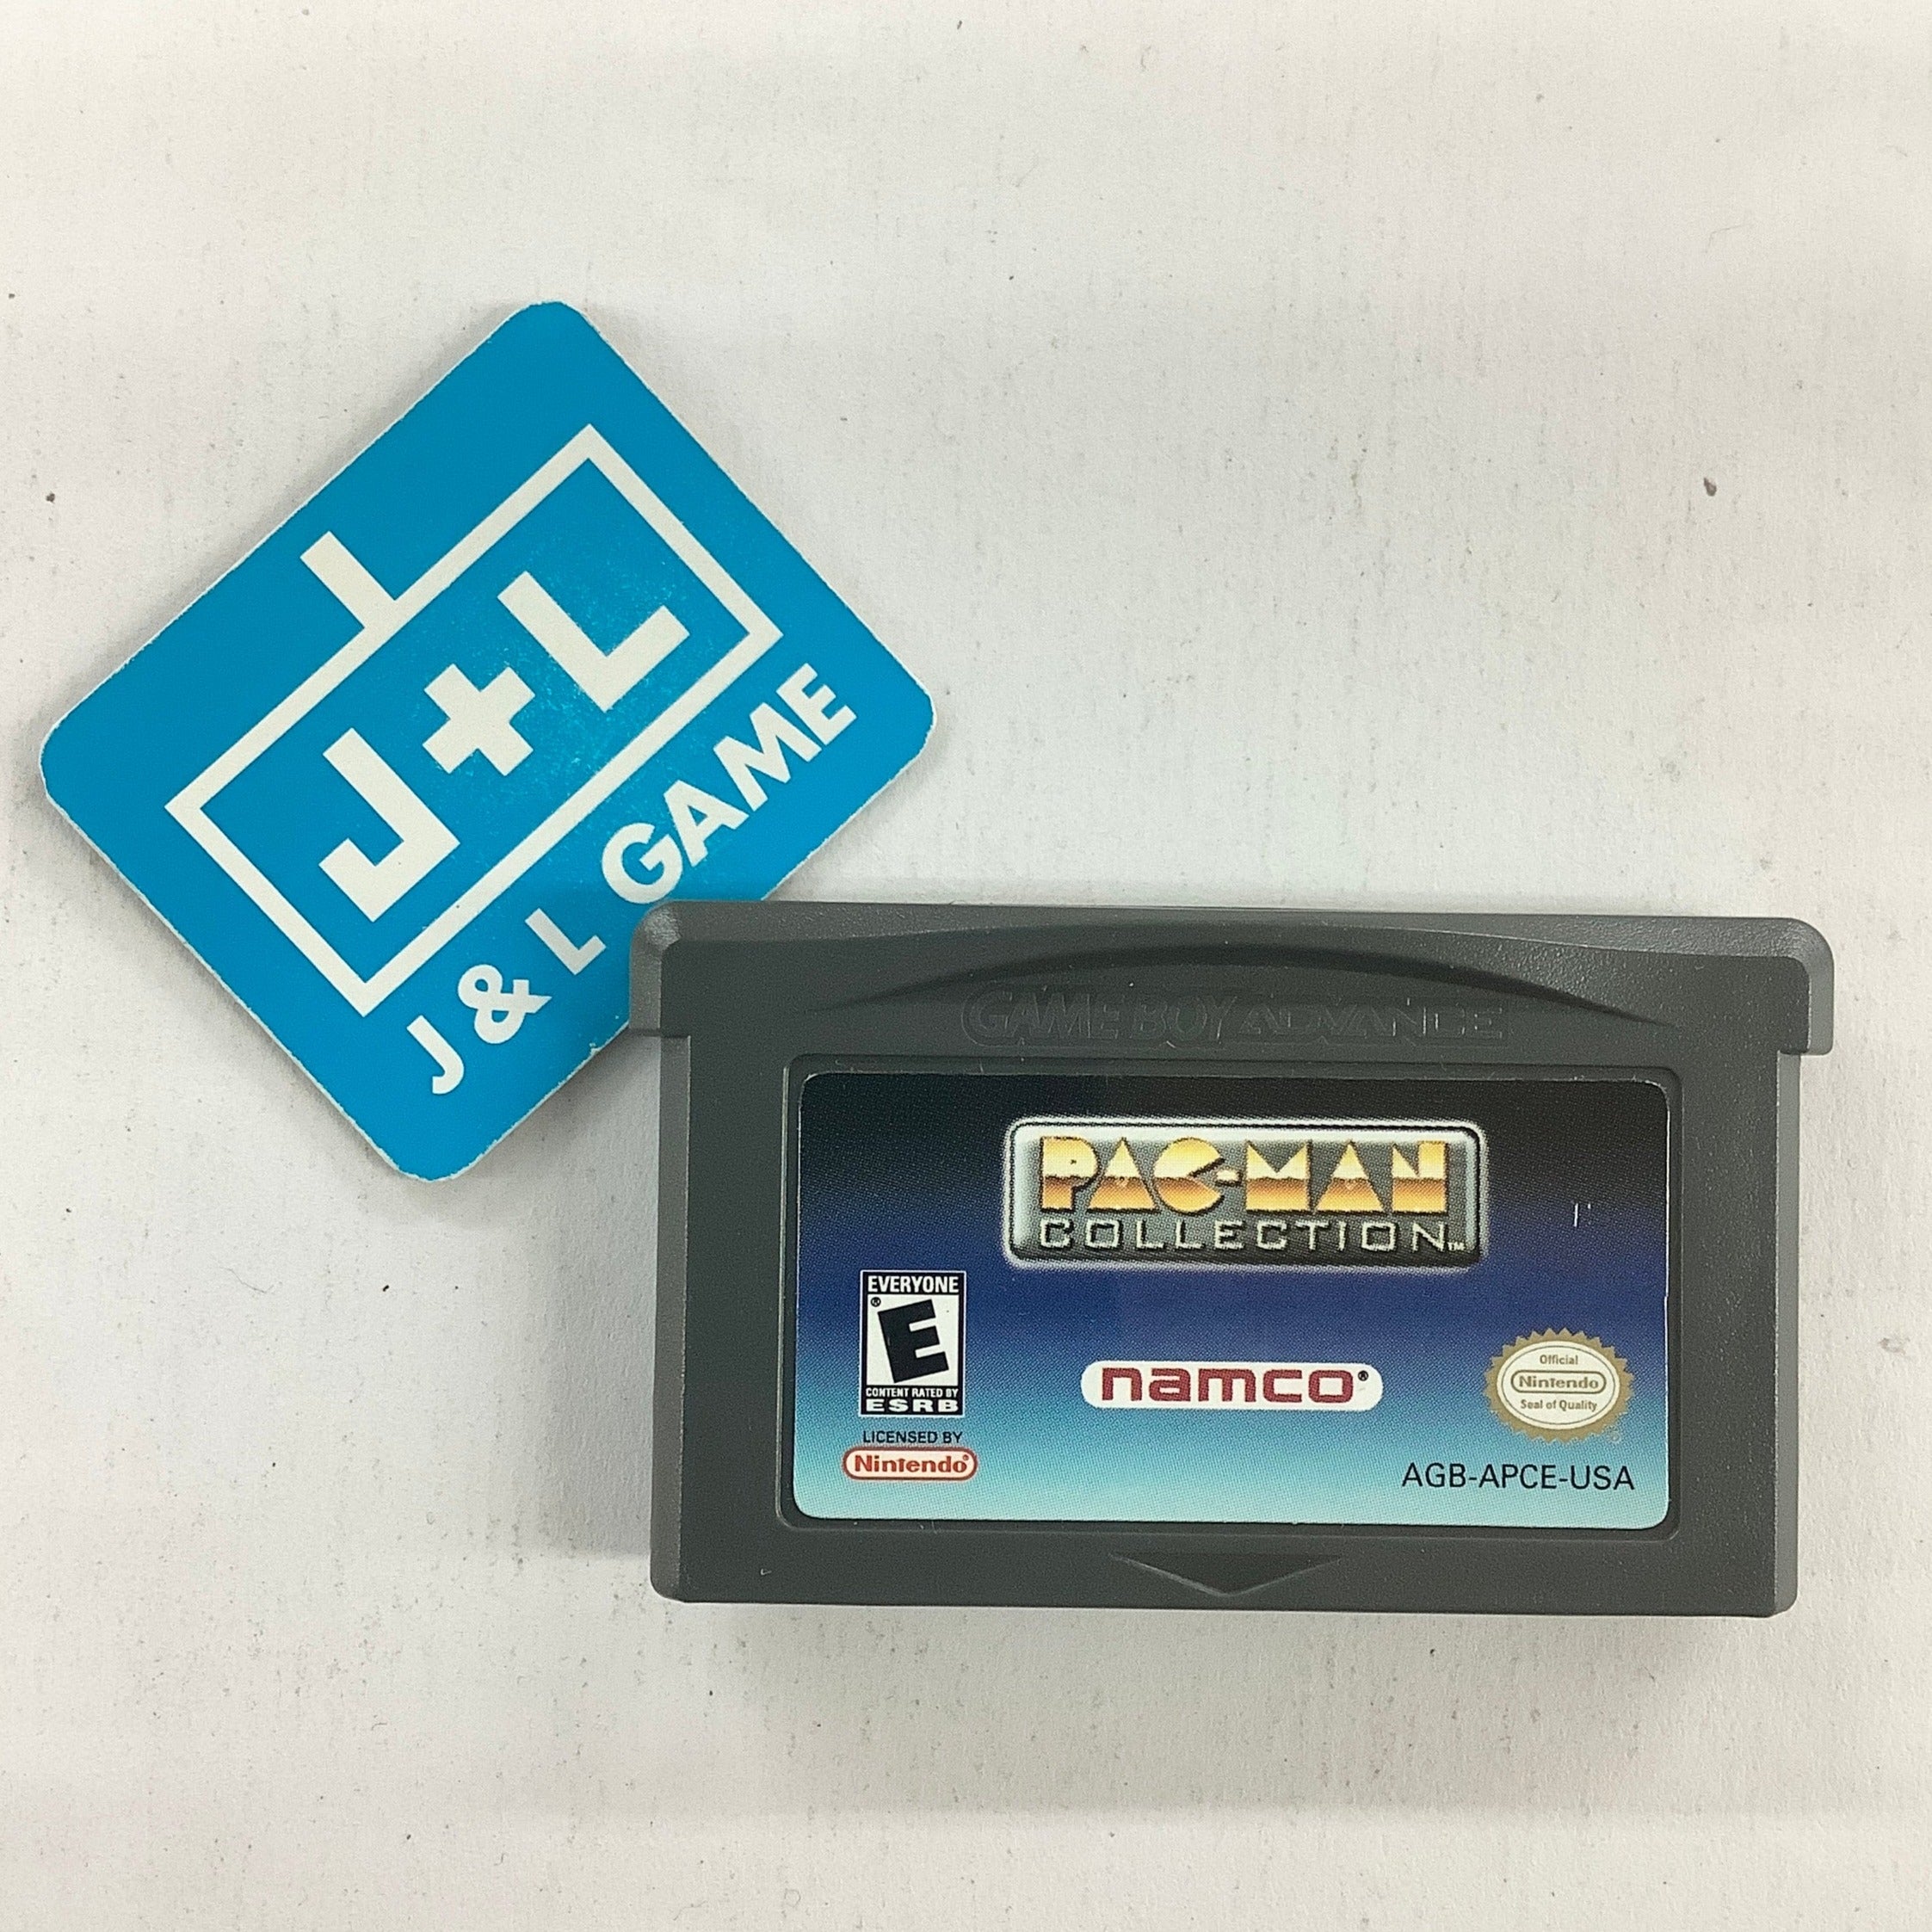 J+L
J & L GAME
GAME BOY ADVANCE
PAC-MAN
COLLECTION™
EVERYONE
E®
CONTENT RATED BY
ESRB
LICENSED BY
Nintendo®
namco®
Official
Nintendo
Seal of Quality
AGB-APCE-USA